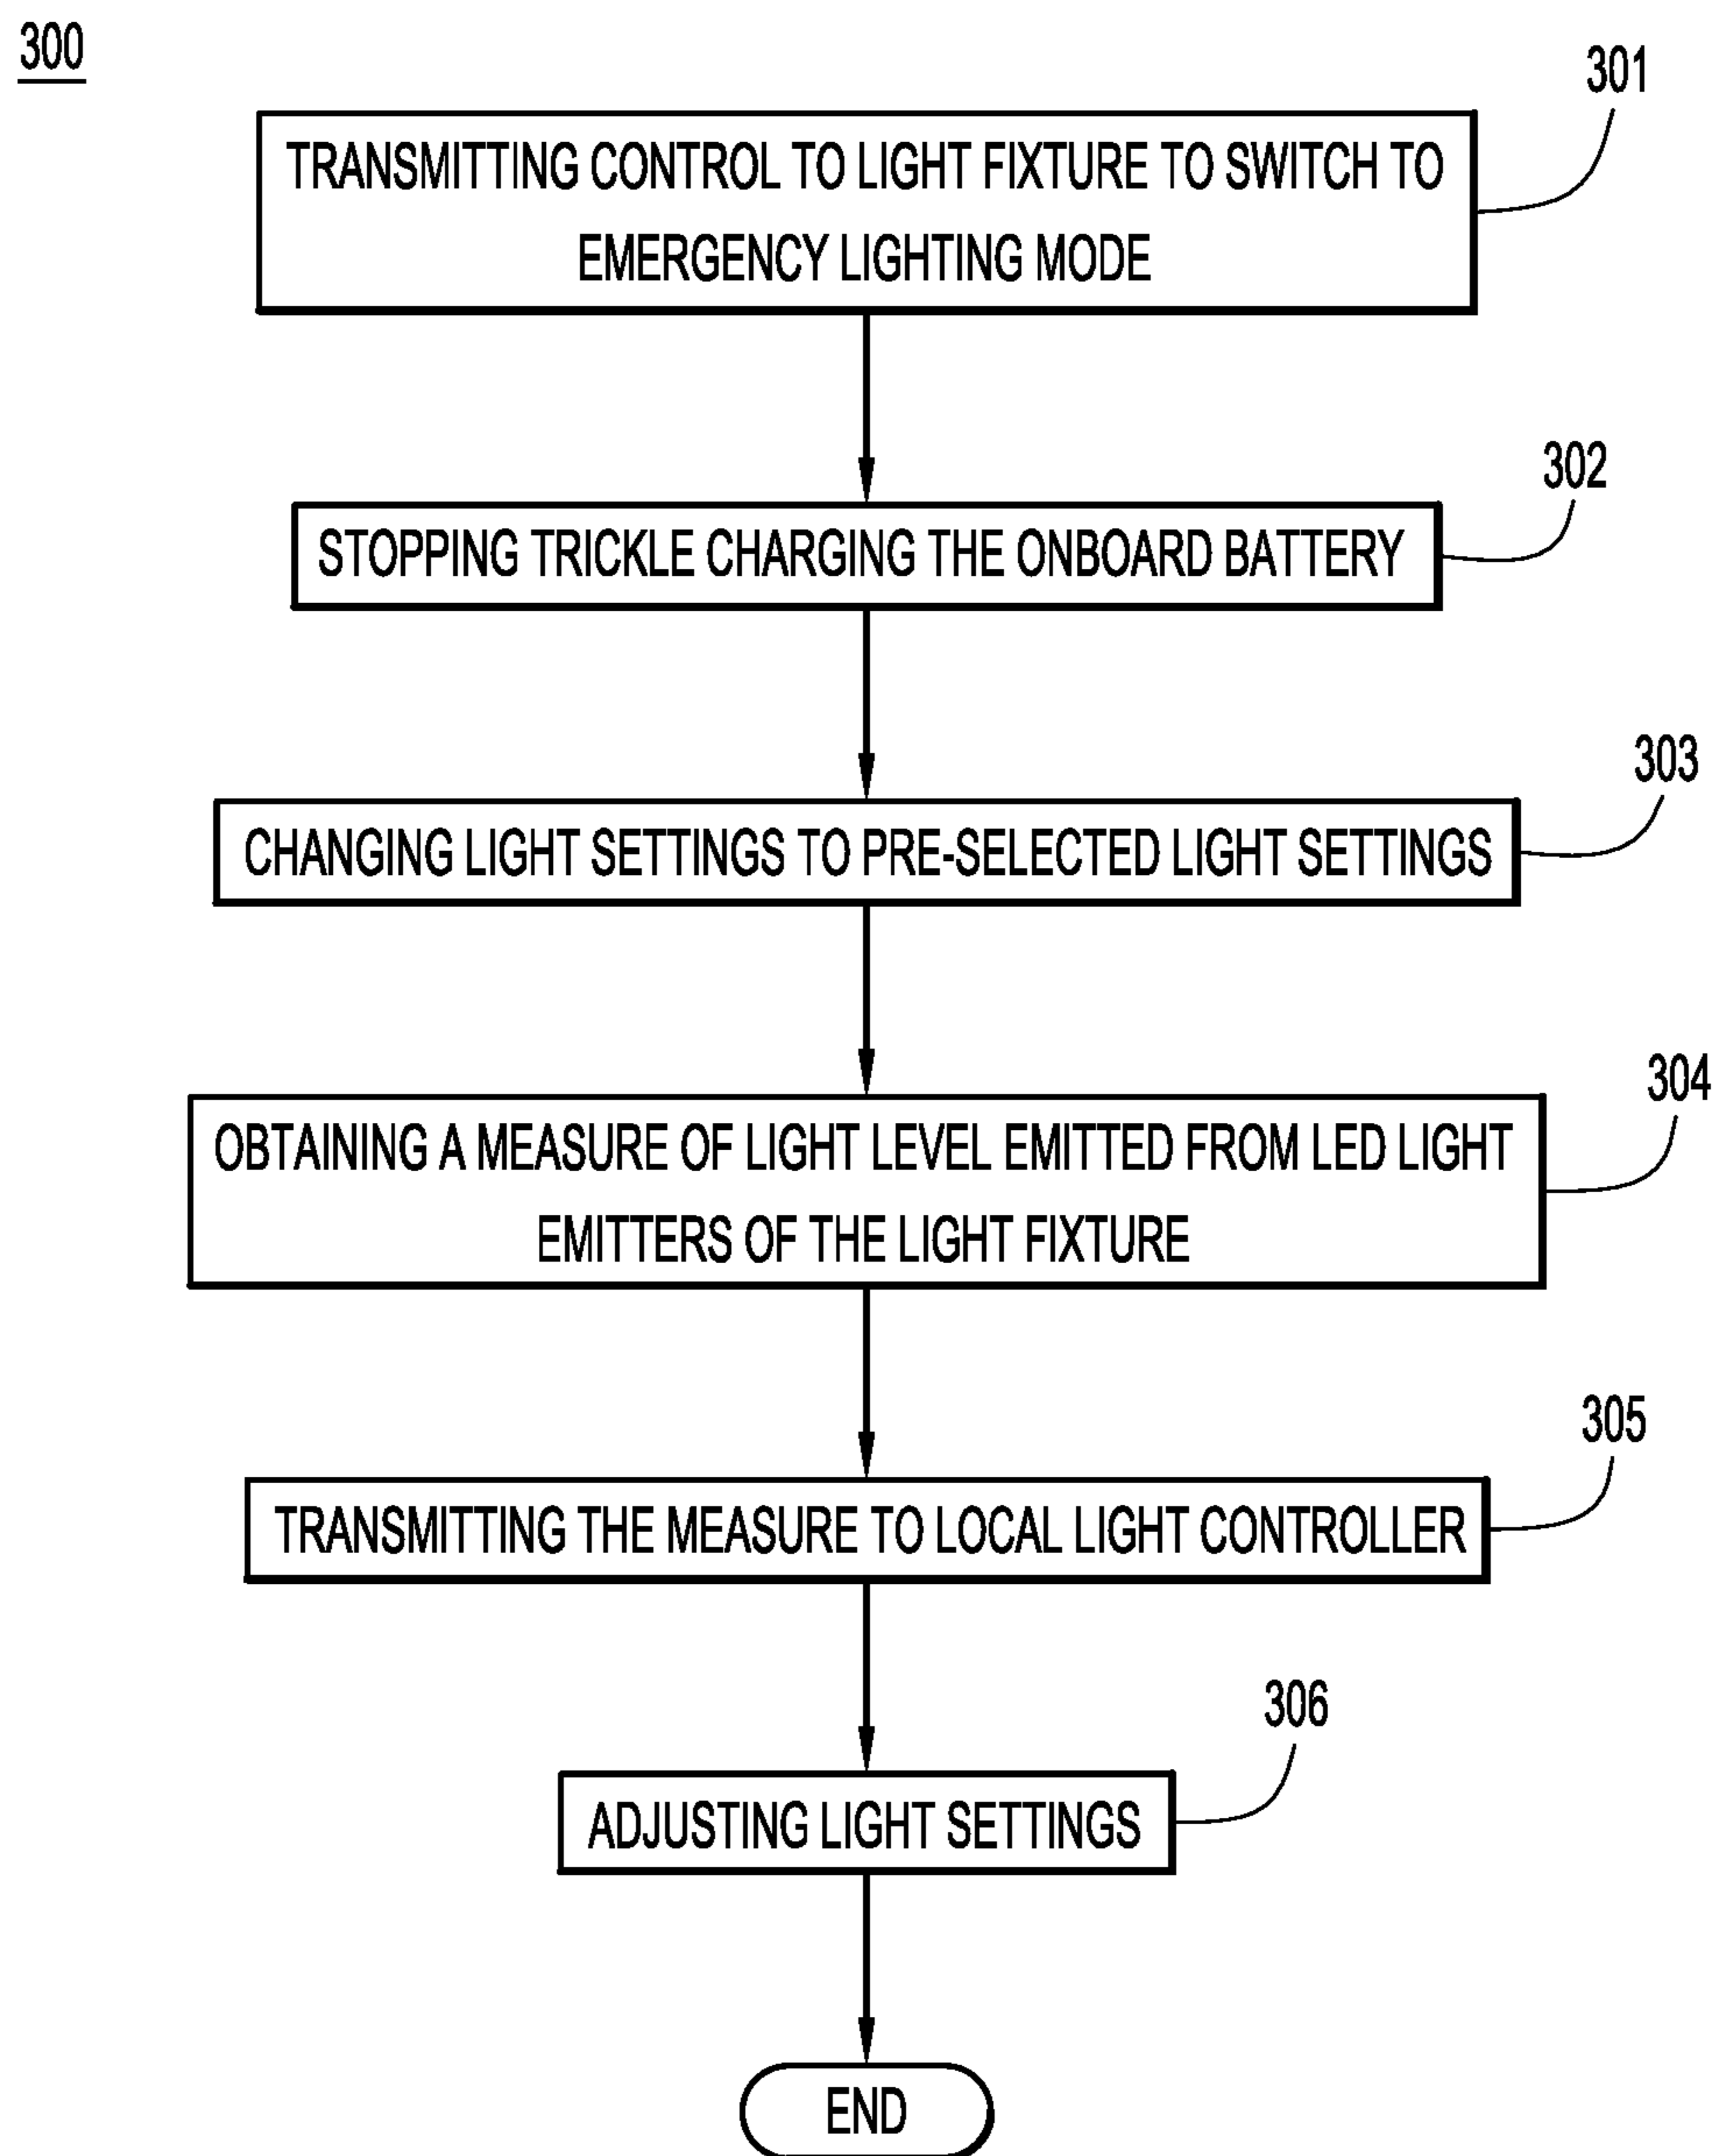 300
301
TRANSMITTING CONTROL TO LIGHT FIXTURE TO SWITCH TO
EMERGENCY LIGHTING MODE
302
STOPPING TRICKLE CHARGING THE ONBOARD BATTERY
303
CHANGING LIGHT SETTINGS TO PRE-SELECTED LIGHT SETTINGS
304
OBTAINING A MEASURE OF LIGHT LEVEL EMITTED FROM LED LIGHT
EMITTERS OF THE LIGHT FIXTURE
305
TRANSMITTING THE MEASURE TO LOCAL LIGHT CONTROLLER
306
ADJUSTING LIGHT SETTINGS
END